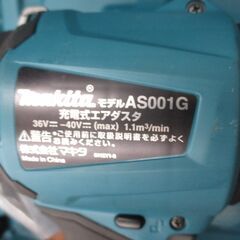 makita モデル AS001G
充電式エアダスタ
36V⎓ -40V⎓ (max) 1.1m³/min
⚠警告 ご使用前に必ず取扱説明書をよく
お読みください。
株式会社マキタ
Made in China